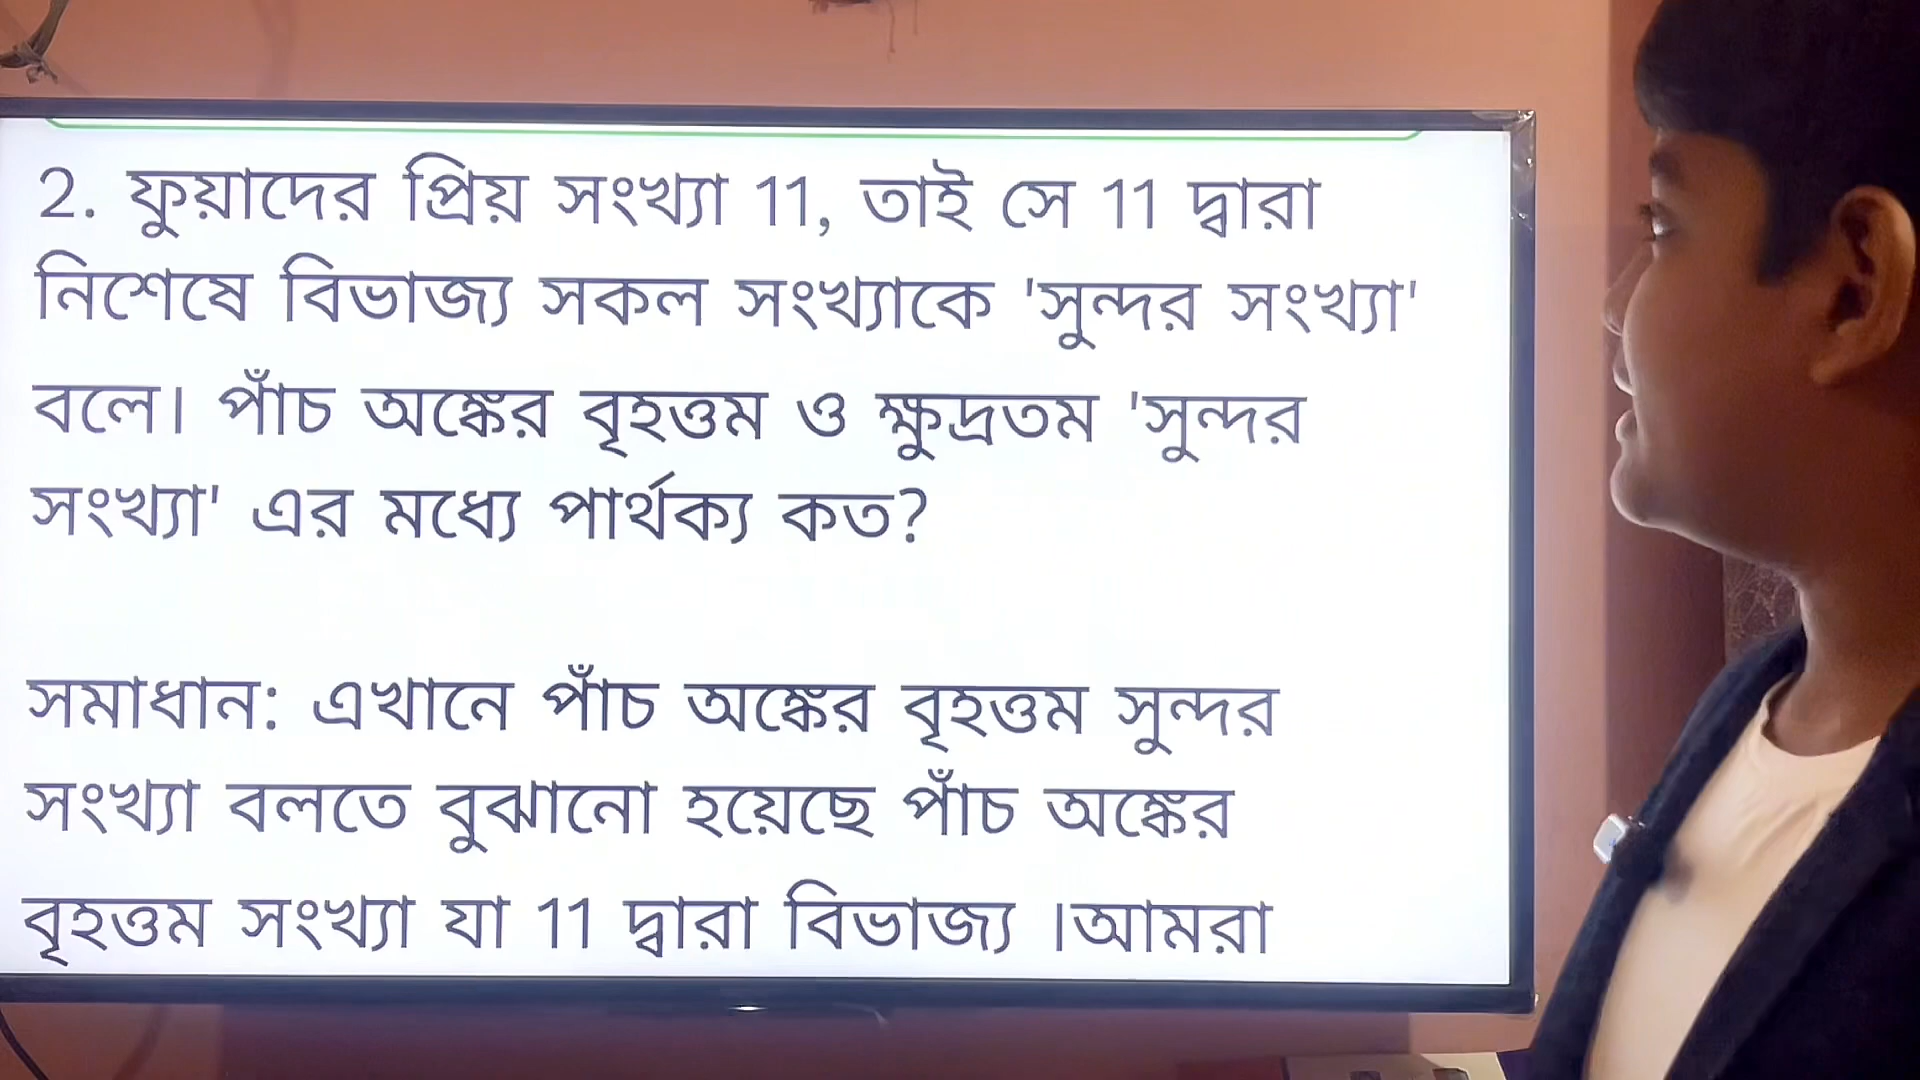 2. ফুয়াদের প্রিয় সংখ্যা 11, তাই সে 11 দ্বারা
নিশেষে বিভাজ্য সকল সংখ্যাকে 'সুন্দর সংখ্যা'
বলে। পাঁচ অঙ্কের বৃহত্তম ও ক্ষুদ্রতম 'সুন্দর
সংখ্যা' এর মধ্যে পার্থক্য কত?
সমাধান: এখানে পাঁচ অঙ্কের বৃহত্তম সুন্দর
সংখ্যা বলতে বুঝানো হয়েছে পাঁচ অঙ্কের
বৃহত্তম সংখ্যা যা 11 দ্বারা বিভাজ্য ।আমরা